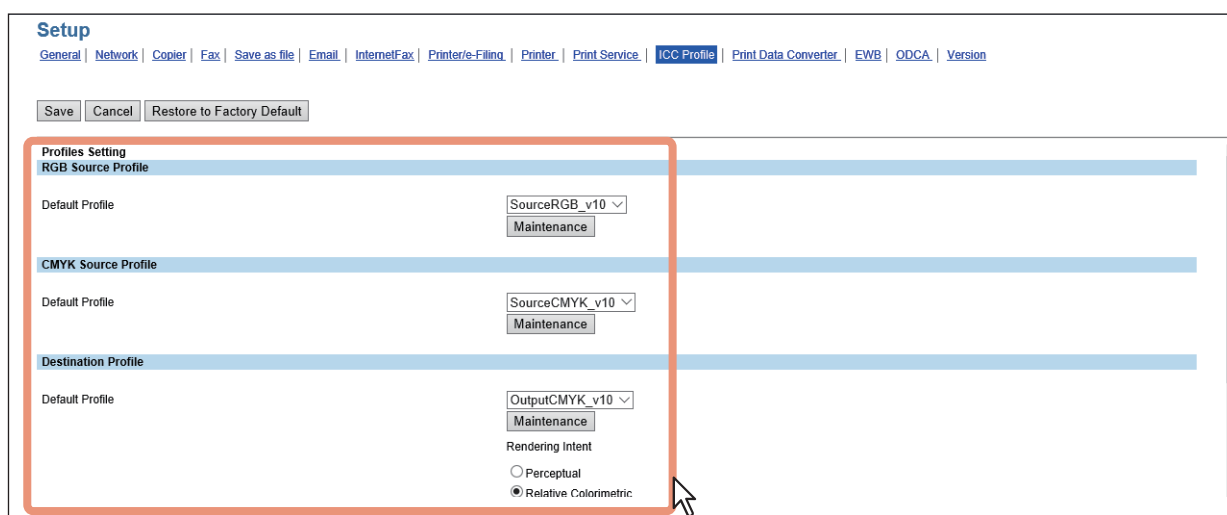 Setup
General | Network | Copier | Fax | Save as file | Email | InternetFax | Printer/e-Filing | Printer | Print Service | ICC Profile | Print Data Converter | EWB | ODCA | Version
Save Cancel Restore to Factory Default
Profiles Setting
RGB Source Profile
Default Profile SourceRGB_v10
Maintenance
CMYK Source Profile
Default Profile SourceCMYK_v10
Maintenance
Destination Profile
Default Profile OutputCMYK_v10
Maintenance
Rendering Intent
Perceptual
Relative Colorimetric